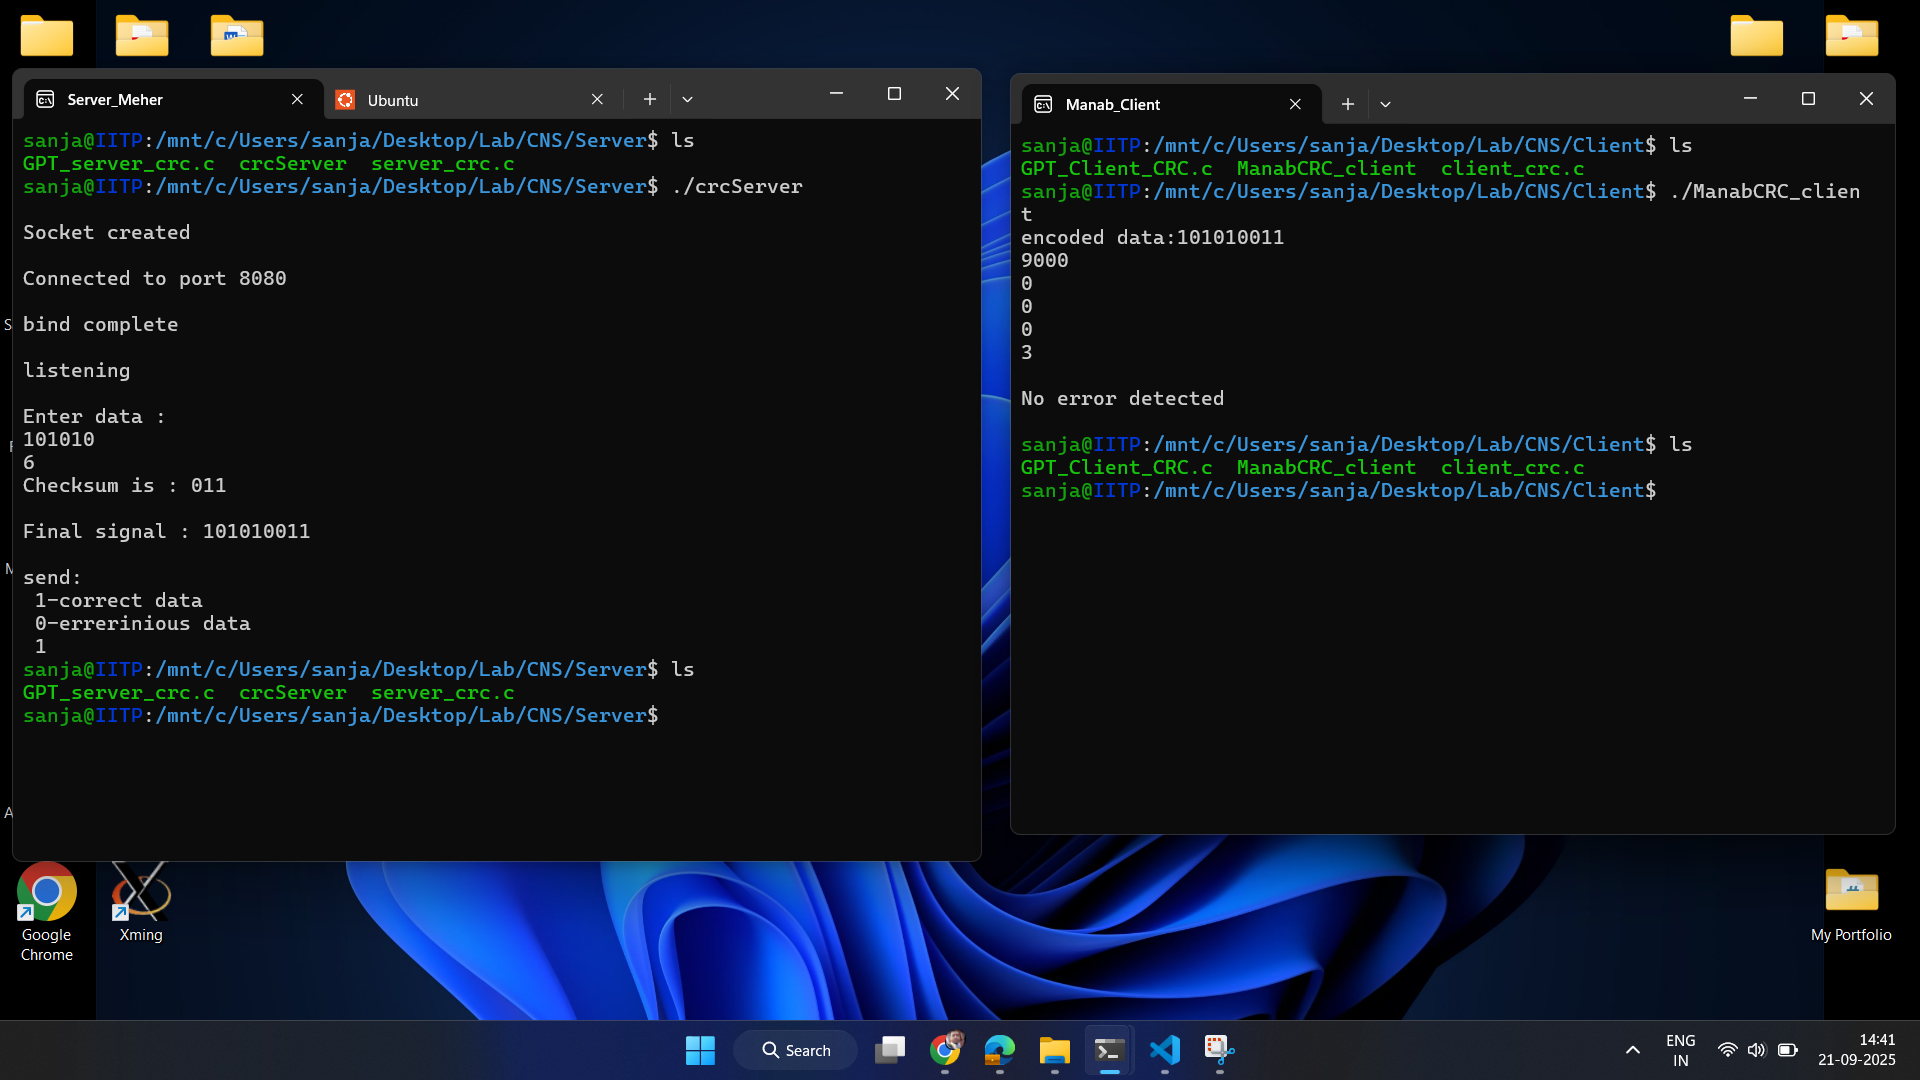 Server_Meher
Ubuntu
sanja@IITP:/mnt/c/Users/sanja/Desktop/Lab/CNS/Server$ ls
GPT_server_crc.c  crcServer  server_crc.c
sanja@IITP:/mnt/c/Users/sanja/Desktop/Lab/CNS/Server$ ./crcServer
Socket created
Connected to port 8080
bind complete
listening
Enter data :
101010
6
Checksum is : 011
Final signal : 101010011
send:
1-correct data
0-errerinious data
1
sanja@IITP:/mnt/c/Users/sanja/Desktop/Lab/CNS/Server$ ls
GPT_server_crc.c  crcServer  server_crc.c
sanja@IITP:/mnt/c/Users/sanja/Desktop/Lab/CNS/Server$
Manab_Client
sanja@IITP:/mnt/c/Users/sanja/Desktop/Lab/CNS/Client$ ls
GPT_Client_CRC.c  ManabCRC_client  client_crc.c
sanja@IITP:/mnt/c/Users/sanja/Desktop/Lab/CNS/Client$ ./ManabCRC_clien
t
encoded data:101010011
9000
0
0
0
3
No error detected
sanja@IITP:/mnt/c/Users/sanja/Desktop/Lab/CNS/Client$ ls
GPT_Client_CRC.c  ManabCRC_client  client_crc.c
sanja@IITP:/mnt/c/Users/sanja/Desktop/Lab/CNS/Client$
Google
Chrome
Xming
My Portfolio
Search
ENG
IN
14:41
21-09-2025